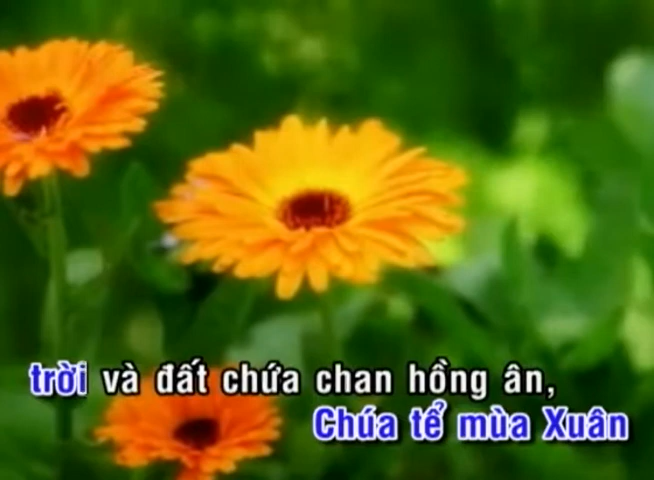 trời và đất chứa chan hồng ân,
Chúa tể mùa Xuân